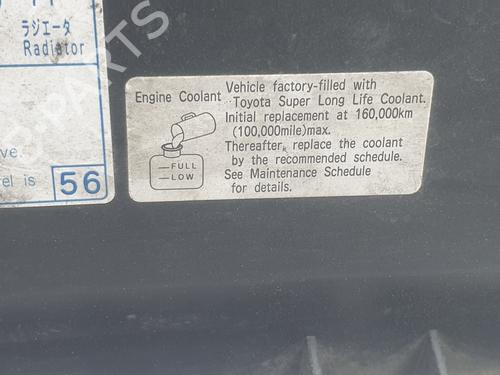 ラジエータ
Radiator
ve.
el is 56
Engine Coolant
FULL
LOW
Vehicle factory-filled with
Toyota Super Long Life Coolant.
Initial replacement at 160,000km
(100,000mile)max.
Thereafter, replace the coolant
by the recommended schedule.
See Maintenance Schedule
for details.
PARTS